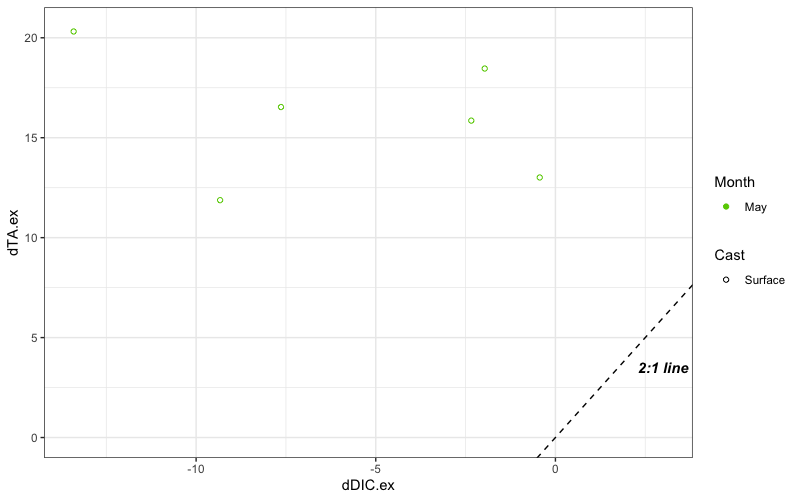 20
15
10
5
0
-10
-5
0
dDIC.ex
dTA.ex
2:1 line
Month
May
Cast
Surface